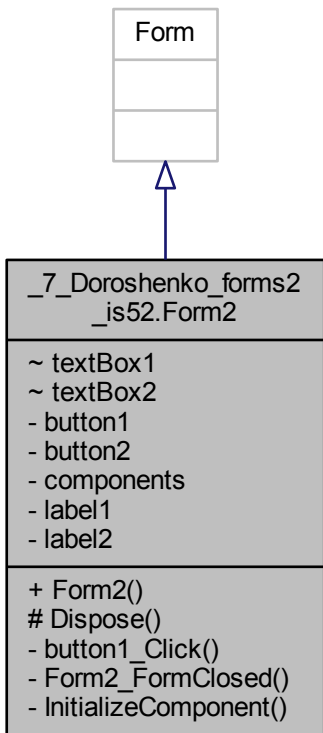 Form
_7_Doroshenko_forms2
_is52.Form2
~ textBox1
~ textBox2
- button1
- button2
- components
- label1
- label2
+ Form2()
# Dispose()
- button1_Click()
- Form2_FormClosed()
- InitializeComponent()